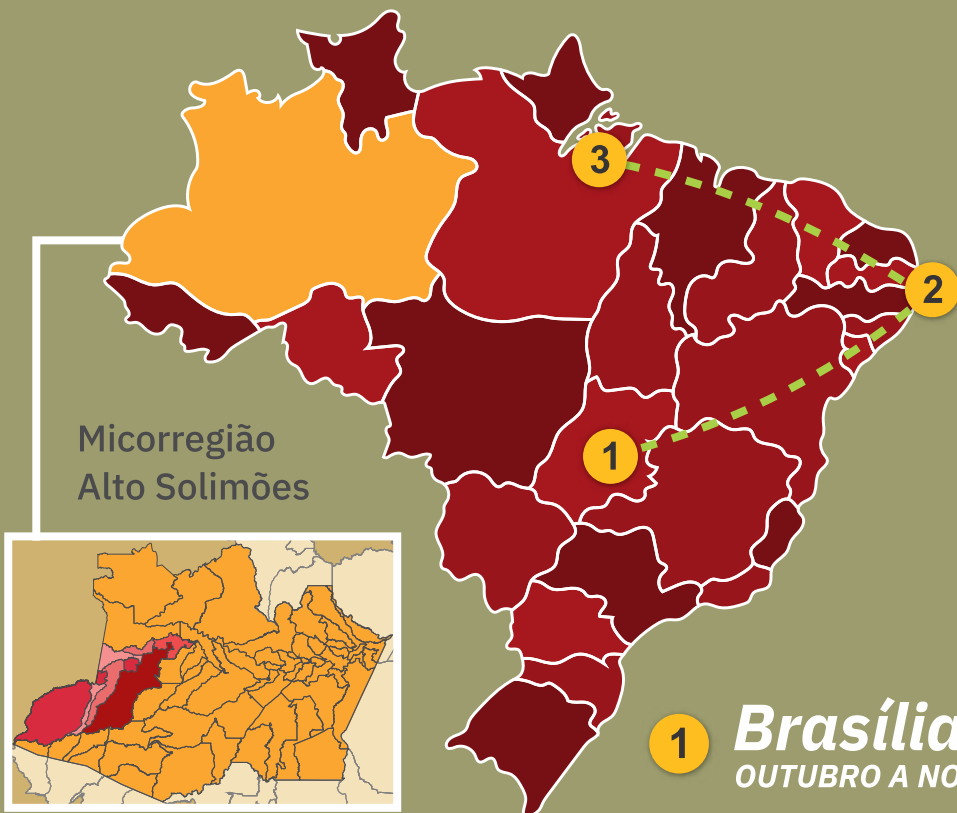 3
2
1
Micorregião
Alto Solimões
1
Brasília
OUTUBRO A NO